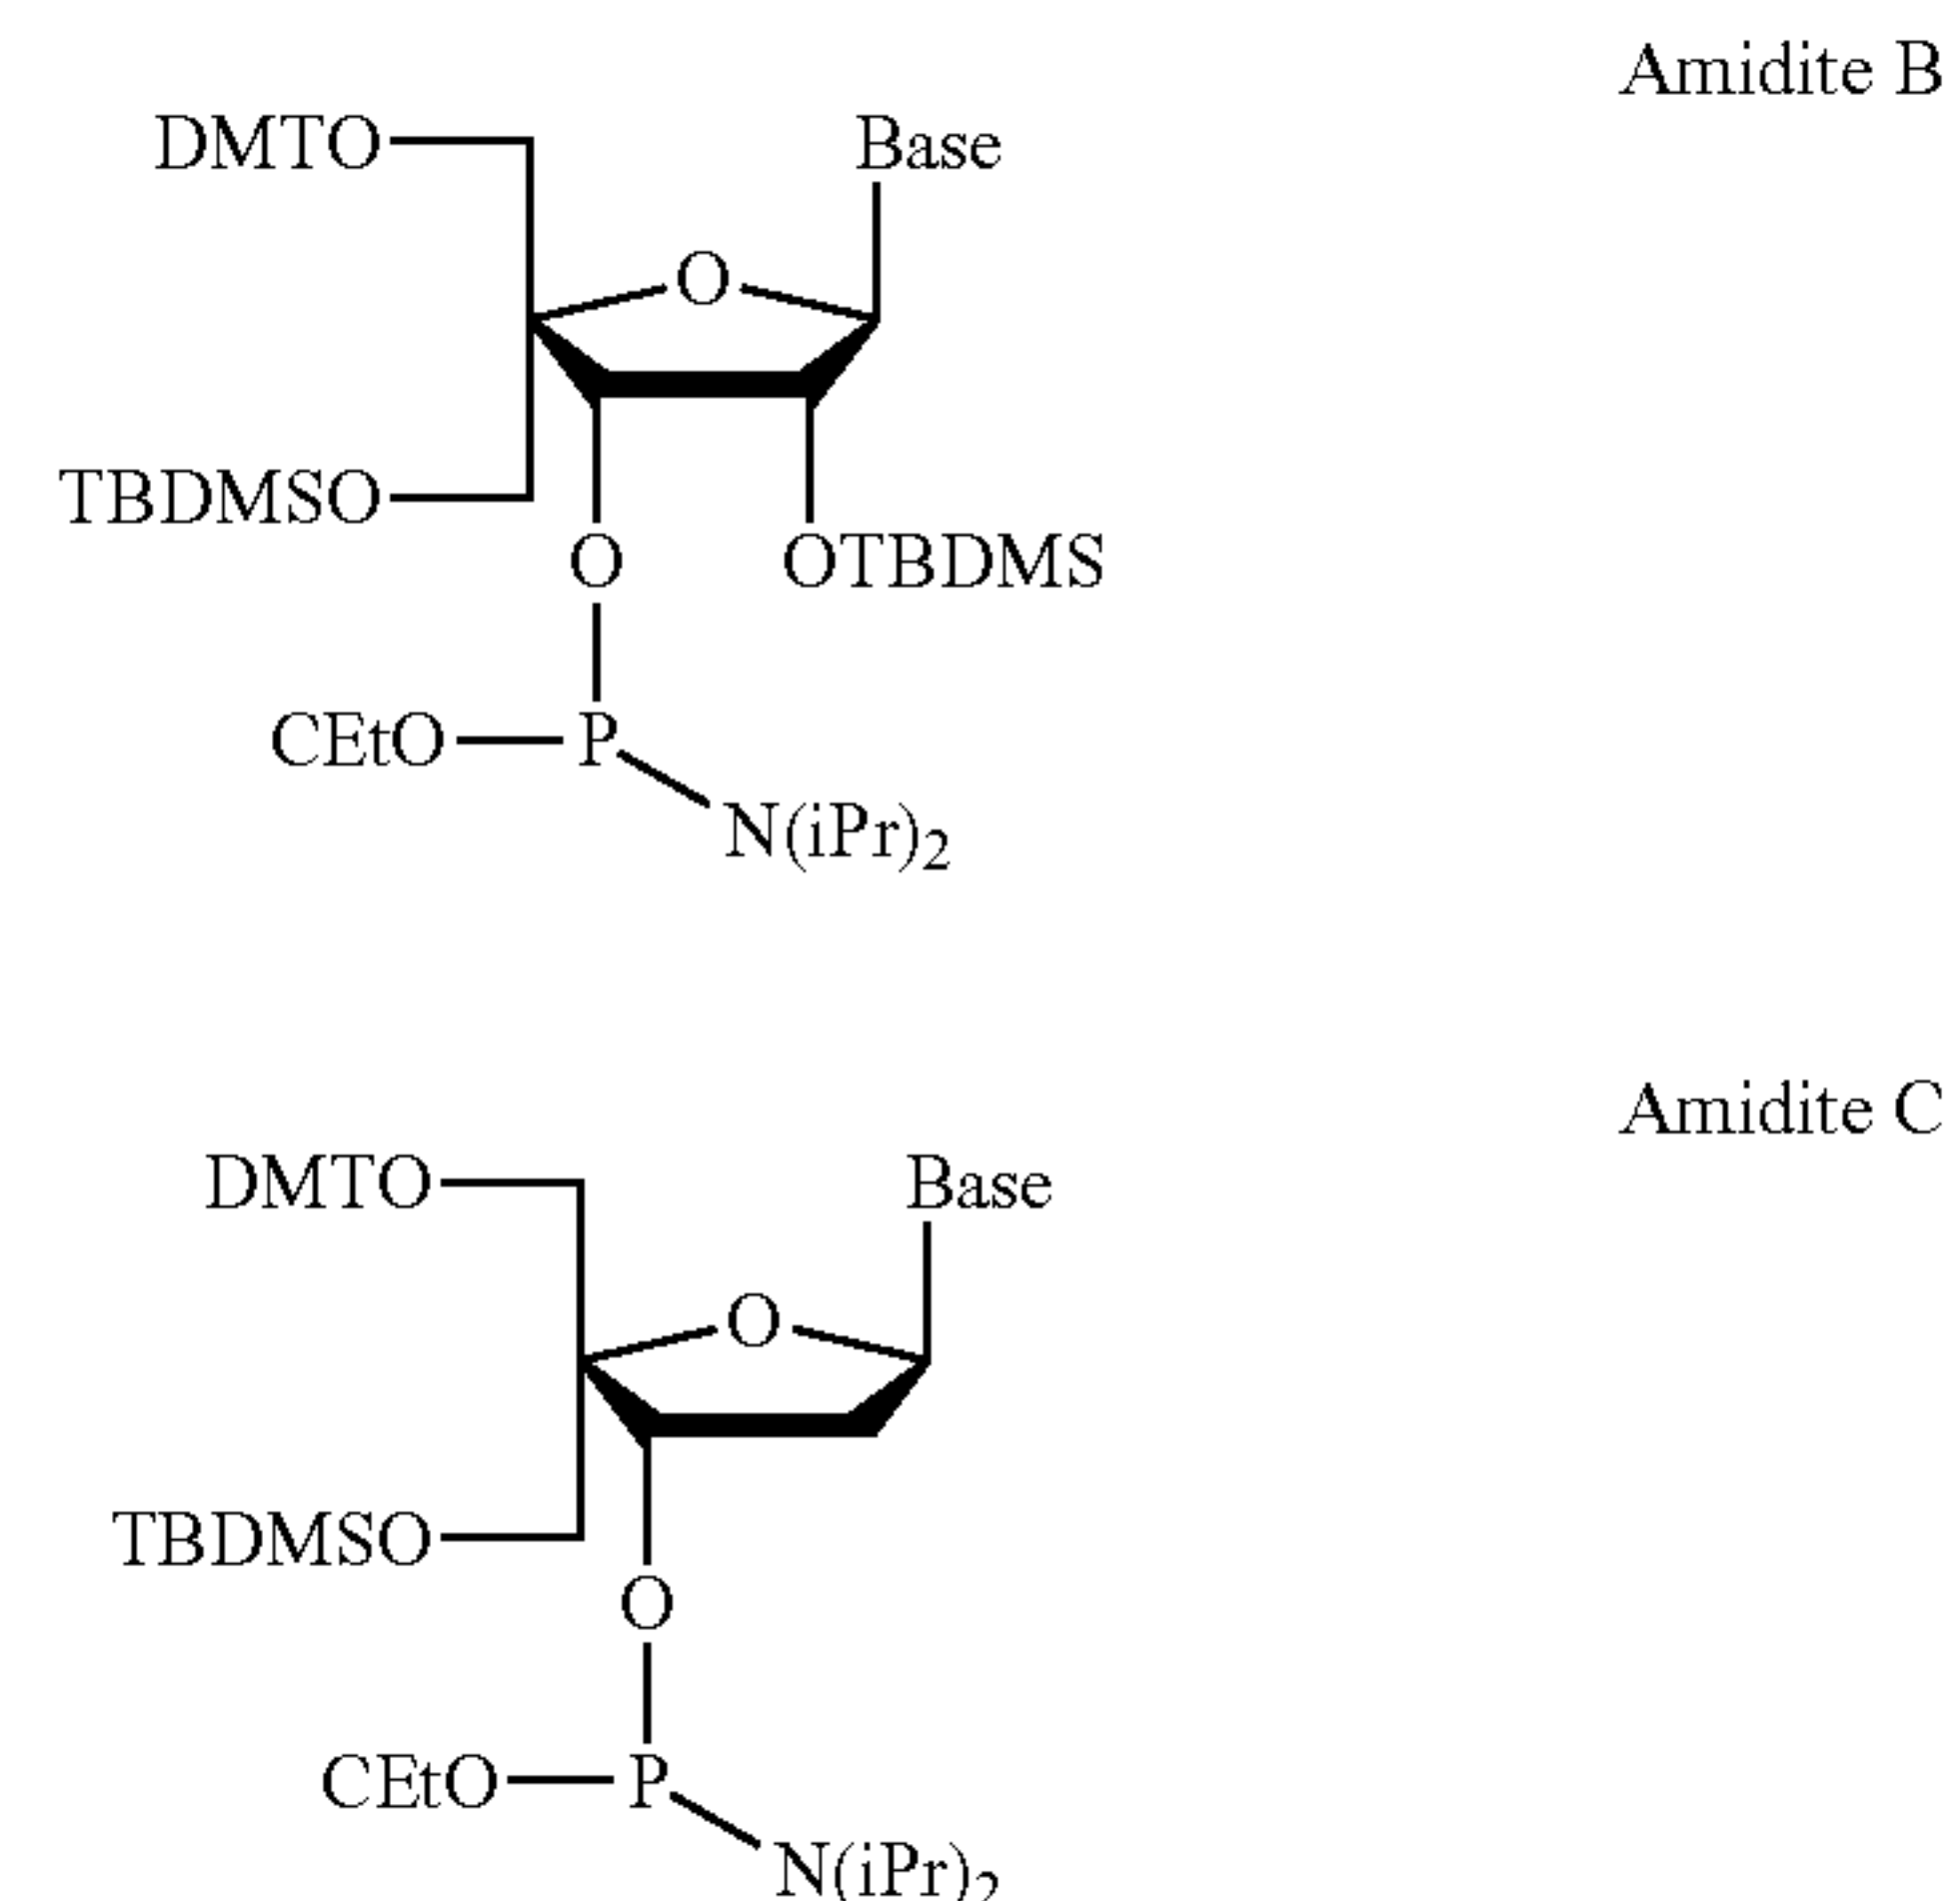 Amidite B
DMTO Base
O
TBDMSO
O OTBDMS
CEtO P
N(iPr)2
Amidite C
DMTO Base
O
TBDMSO
O
CEtO P
N(iPr)2